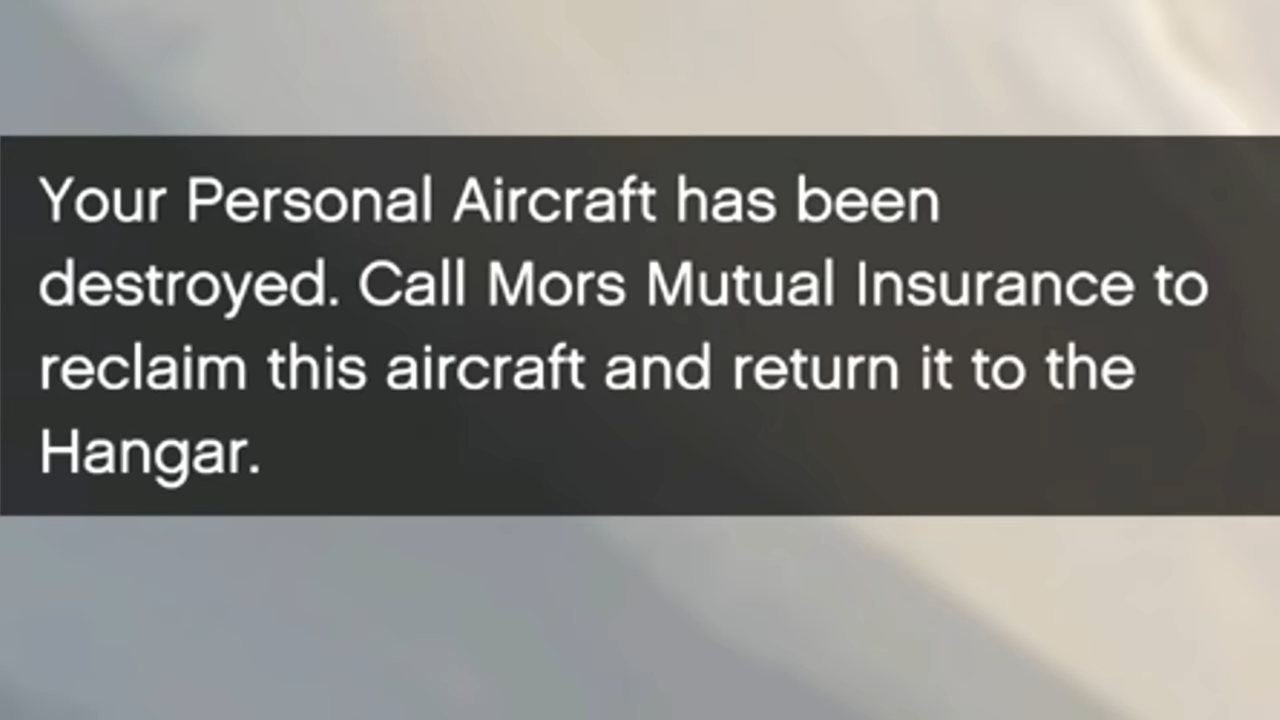 Your Personal Aircraft has been
destroyed. Call Mors Mutual Insurance to
reclaim this aircraft and return it to the
Hangar.